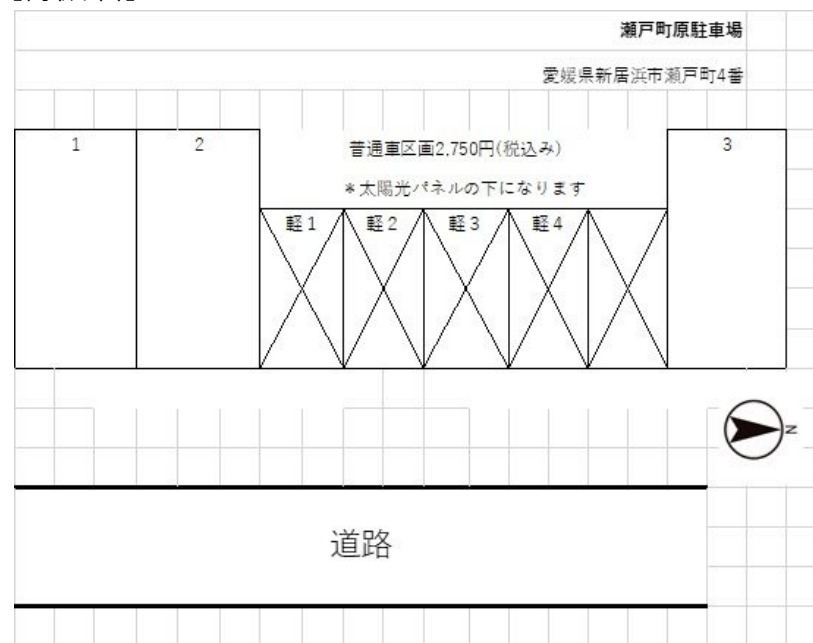 瀬戸町原駐車場
愛媛県新居浜市瀬戸町4番
1
2
普通車区画2,750円(税込み)
3
*太陽光パネルの下になります
軽1
軽2
軽3
軽4
N
道路